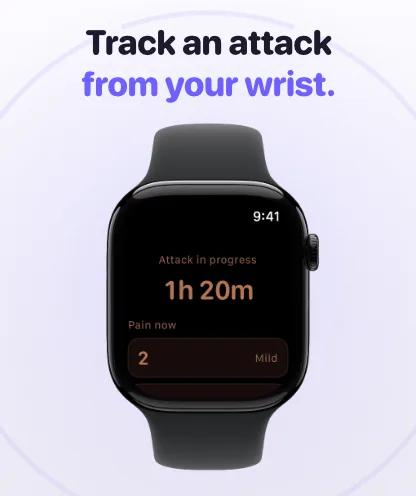 Track an attack
from your wrist.
9:41
Attack in progress
1h 20m
Pain now
2 Mild